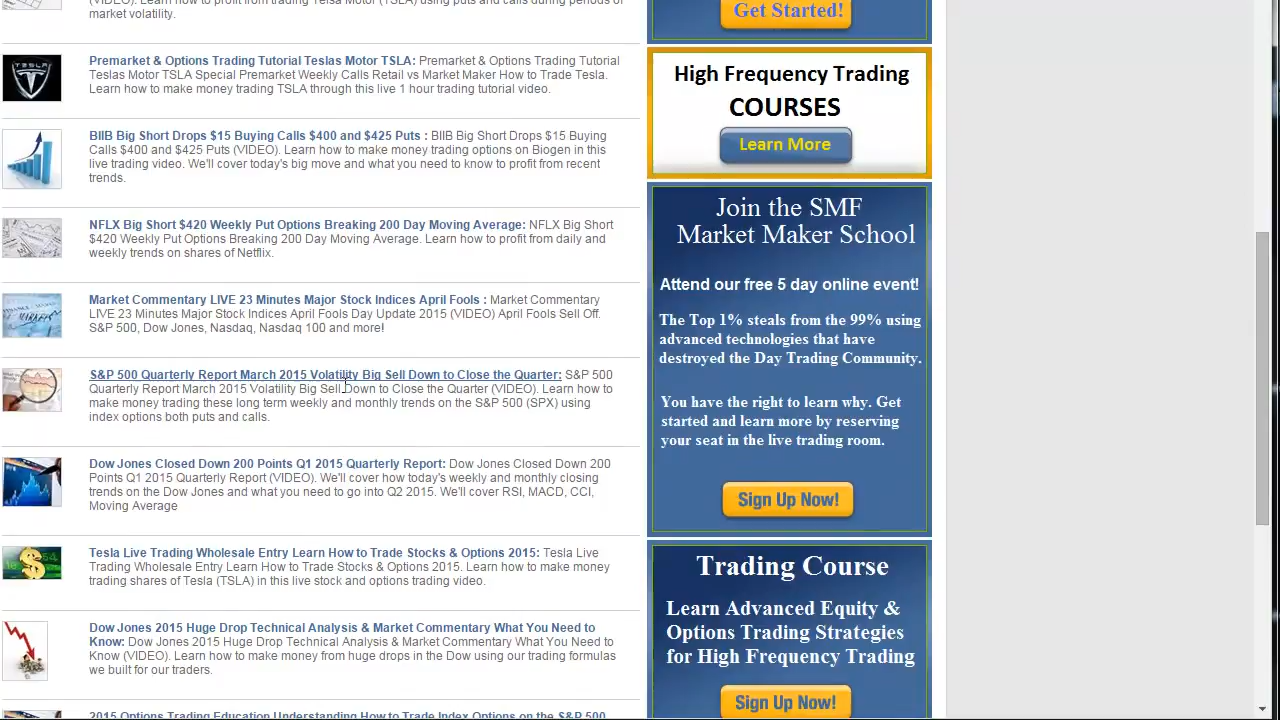 (VIDEO). Learn how to profit from trading Telsa Motor (TSLA) using puts and calls during periods of
market volatility.
Premarket & Options Trading Tutorial Teslas Motor TSLA: Premarket & Options Trading Tutorial
Teslas Motor TSLA Special Premarket Weekly Calls Retail vs Market Maker How to Trade Tesla.
Learn how to make money trading TSLA through this live 1 hour trading tutorial video.
BIIB Big Short Drops $15 Buying Calls $400 and $425 Puts : BIIB Big Short Drops $15 Buying
Calls $400 and $425 Puts (VIDEO). Learn how to make money trading options on Biogen in this
live trading video. We'll cover today's big move and what you need to know to profit from recent
trends.
NFLX Big Short $420 Weekly Put Options Breaking 200 Day Moving Average: NFLX Big Short
$420 Weekly Put Options Breaking 200 Day Moving Average. Learn how to profit from daily and
weekly trends on shares of Netflix.
Market Commentary LIVE 23 Minutes Major Stock Indices April Fools : Market Commentary
LIVE 23 Minutes Major Stock Indices April Fools Day Update 2015 (VIDEO) April Fools Sell Off.
S&P 500, Dow Jones, Nasdaq, Nasdaq 100 and more!
S&P 500 Quarterly Report March 2015 Volatility Big Sell Down to Close the Quarter: S&P 500
Quarterly Report March 2015 Volatility Big Sell Down to Close the Quarter (VIDEO). Learn how to
make money trading these long term weekly and monthly trends on the S&P 500 (SPX) using
index options both puts and calls.
Dow Jones Closed Down 200 Points Q1 2015 Quarterly Report: Dow Jones Closed Down 200
Points Q1 2015 Quarterly Report (VIDEO). We'll cover how today's weekly and monthly closing
trends on the Dow Jones and what you need to go into Q2 2015. We'll cover RSI, MACD, CCI,
Moving Average
Tesla Live Trading Wholesale Entry Learn How to Trade Stocks & Options 2015: Tesla Live
Trading Wholesale Entry Learn How to Trade Stocks & Options 2015. Learn how to make money
trading shares of Tesla (TSLA) in this live stock and options trading video.
Dow Jones 2015 Huge Drop Technical Analysis & Market Commentary What You Need to
Know: Dow Jones 2015 Huge Drop Technical Analysis & Market Commentary What You Need to
Know (VIDEO). Learn how to make money from huge drops in the Dow using our trading formulas
we built for our traders.
2015 Options Trading Education Understanding How to Trade Index Options on the S&P 500
Get Started!
High Frequency Trading
COURSES
Learn More
Join the SMF
Market Maker School
Attend our free 5 day online event!
The Top 1% steals from the 99% using
advanced technologies that have
destroyed the Day Trading Community.
You have the right to learn why. Get
started and learn more by reserving
your seat in the live trading room.
Sign Up Now!
Trading Course
Learn Advanced Equity &
Options Trading Strategies
for High Frequency Trading
Sign Up Now!